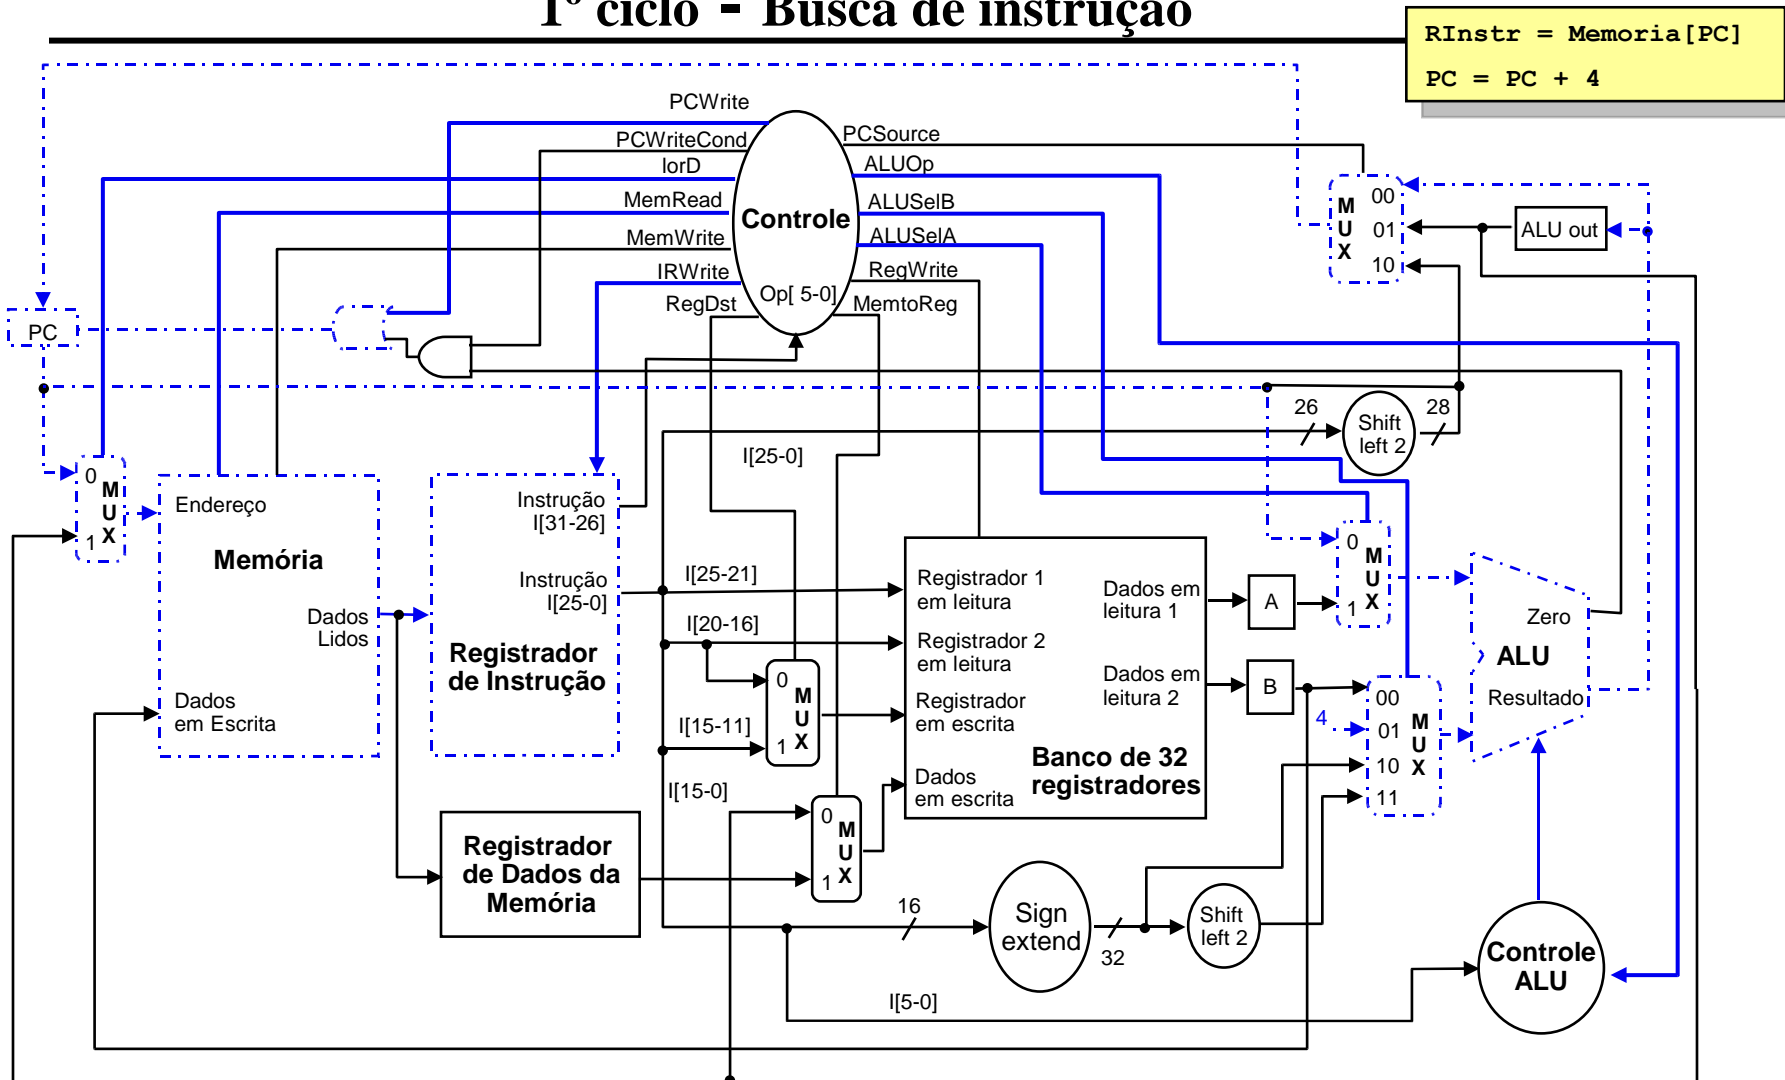 1º ciclo - Busca de instrução
RInstr = Memoria[PC]
PC = PC + 4
PCWrite
PCWriteCond
IorD
MemRead
MemWrite
IRWrite
RegDst
Controle
Op[ 5-0]
PCSource
ALUOp
ALUSelB
ALUSelA
RegWrite
MemtoReg
M
U
X
00
01
10
ALU out
PC
26
28
Shift
left 2
I[25-0]
0
1
M
U
X
Endereço
Memória
Dados
Lidos
Dados
em Escrita
Instrução
I[31-26]
Instrução
I[25-0]
Registrador
de Instrução
I[25-21]
I[20-16]
I[15-11]
I[15-0]
0
1
M
U
X
0
1
M
U
X
Registrador 1
em leitura
Registrador 2
em leitura
Registrador
em escrita
Dados
em escrita
Dados em
leitura 1
Dados em
leitura 2
Banco de 32
registradores
A
B
0
1
M
U
X
4
00
01
10
11
M
U
X
Zero
ALU
Resultado
Registrador
de Dados da
Memória
16
Sign
extend
32
Shift
left 2
Controle
ALU
I[5-0]